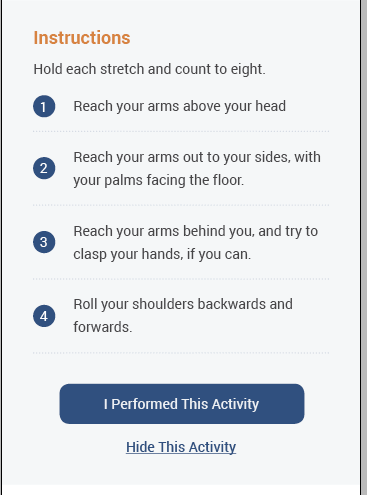 Instructions
Hold each stretch and count to eight.
1 Reach your arms above your head
2 Reach your arms out to your sides, with
your palms facing the floor.
3 Reach your arms behind you, and try to
clasp your hands, if you can.
4 Roll your shoulders backwards and
forwards.
I Performed This Activity
Hide This Activity